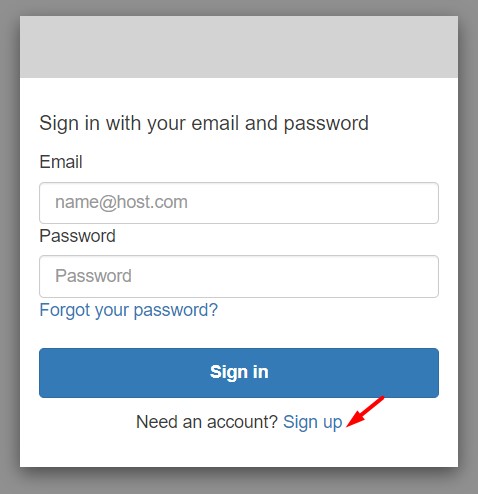 Sign in with your email and password
Email
name@host.com
Password
Password
Forgot your password?
Sign in
Need an account? Sign up